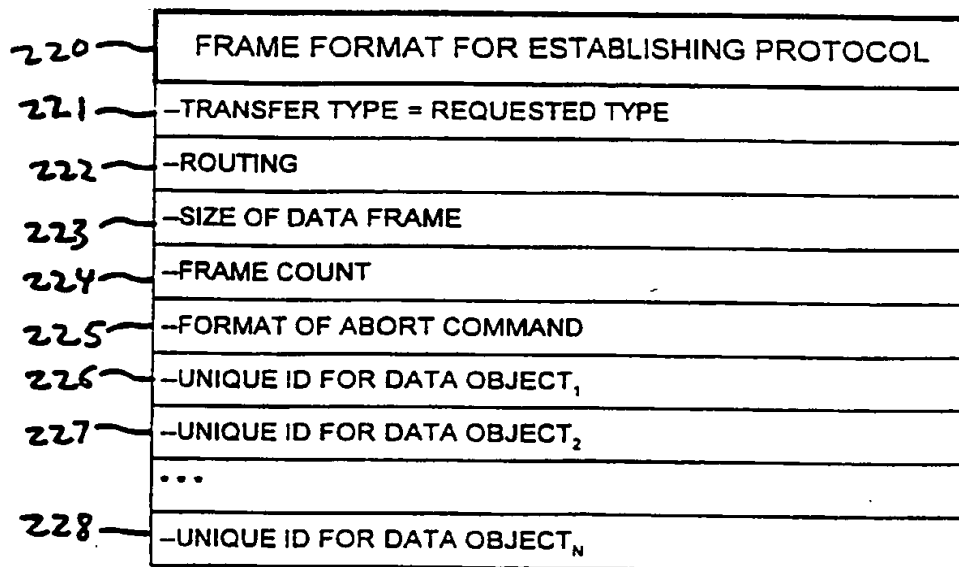 220 FRAME FORMAT FOR ESTABLISHING PROTOCOL
221 –TRANSFER TYPE = REQUESTED TYPE
222 –ROUTING
223 –SIZE OF DATA FRAME
224 –FRAME COUNT
225 –FORMAT OF ABORT COMMAND
226 –UNIQUE ID FOR DATA OBJECT₁
227 –UNIQUE ID FOR DATA OBJECT₂
• • •
228 –UNIQUE ID FOR DATA OBJECT_N